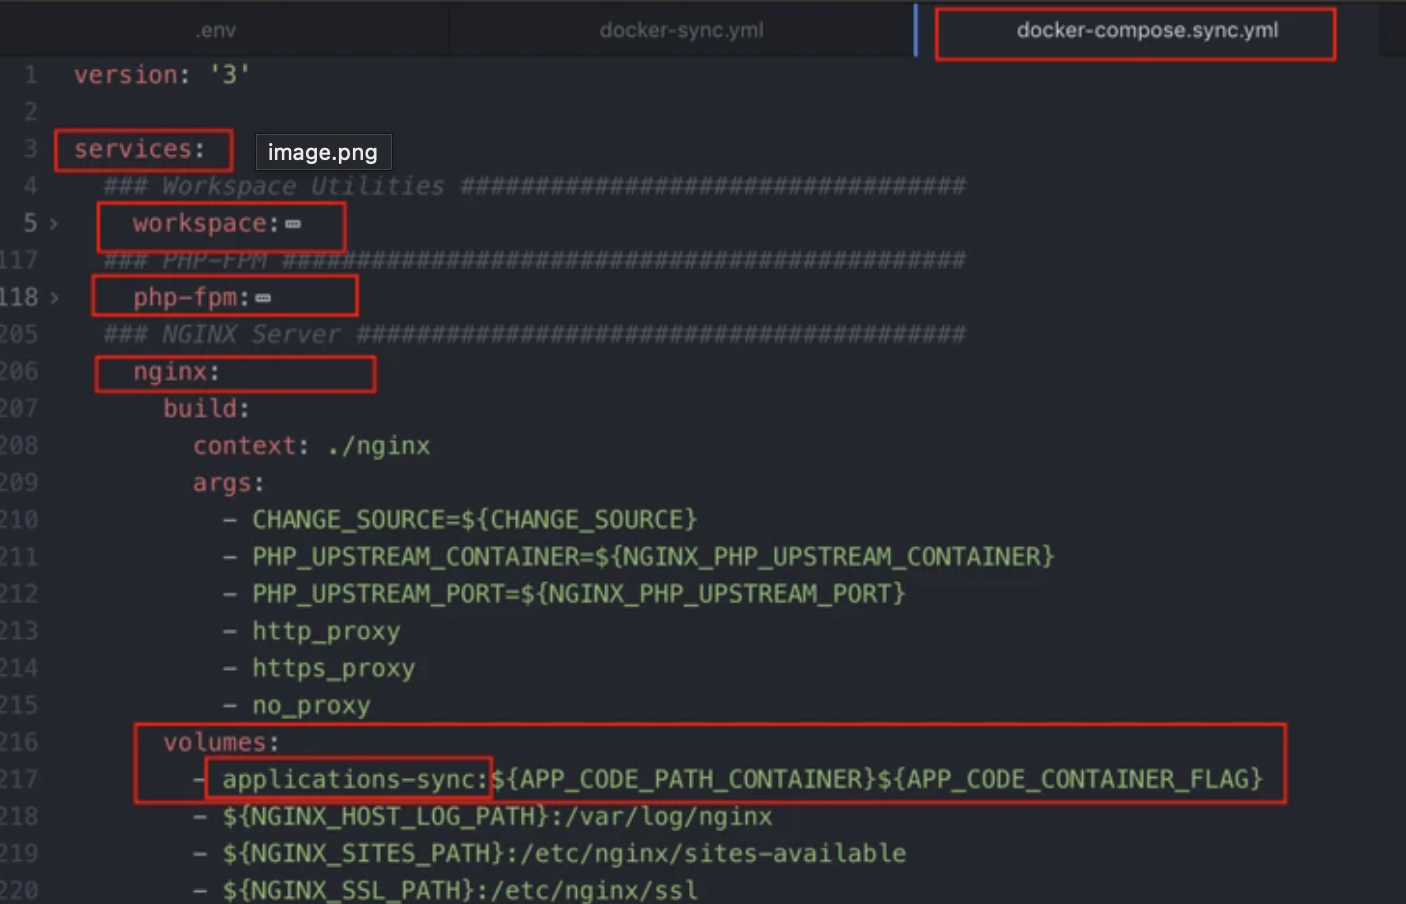 .env docker-sync.yml docker-compose.sync.yml
1 version: '3'
2
3 services: image.png
4 ### Workspace Utilities ##################################
5 > workspace:
117 ### PHP-FPM ##############################################
118 > php-fpm:
205 ### NGINX Server #########################################
206 nginx:
207 build:
208 context: ./nginx
209 args:
210 - CHANGE_SOURCE=${CHANGE_SOURCE}
211 - PHP_UPSTREAM_CONTAINER=${NGINX_PHP_UPSTREAM_CONTAINER}
212 - PHP_UPSTREAM_PORT=${NGINX_PHP_UPSTREAM_PORT}
213 - http_proxy
214 - https_proxy
215 - no_proxy
216 volumes:
217 - applications-sync:${APP_CODE_PATH_CONTAINER}${APP_CODE_CONTAINER_FLAG}
218 - ${NGINX_HOST_LOG_PATH}:/var/log/nginx
219 - ${NGINX_SITES_PATH}:/etc/nginx/sites-available
220 - ${NGINX_SSL_PATH}:/etc/nginx/ssl